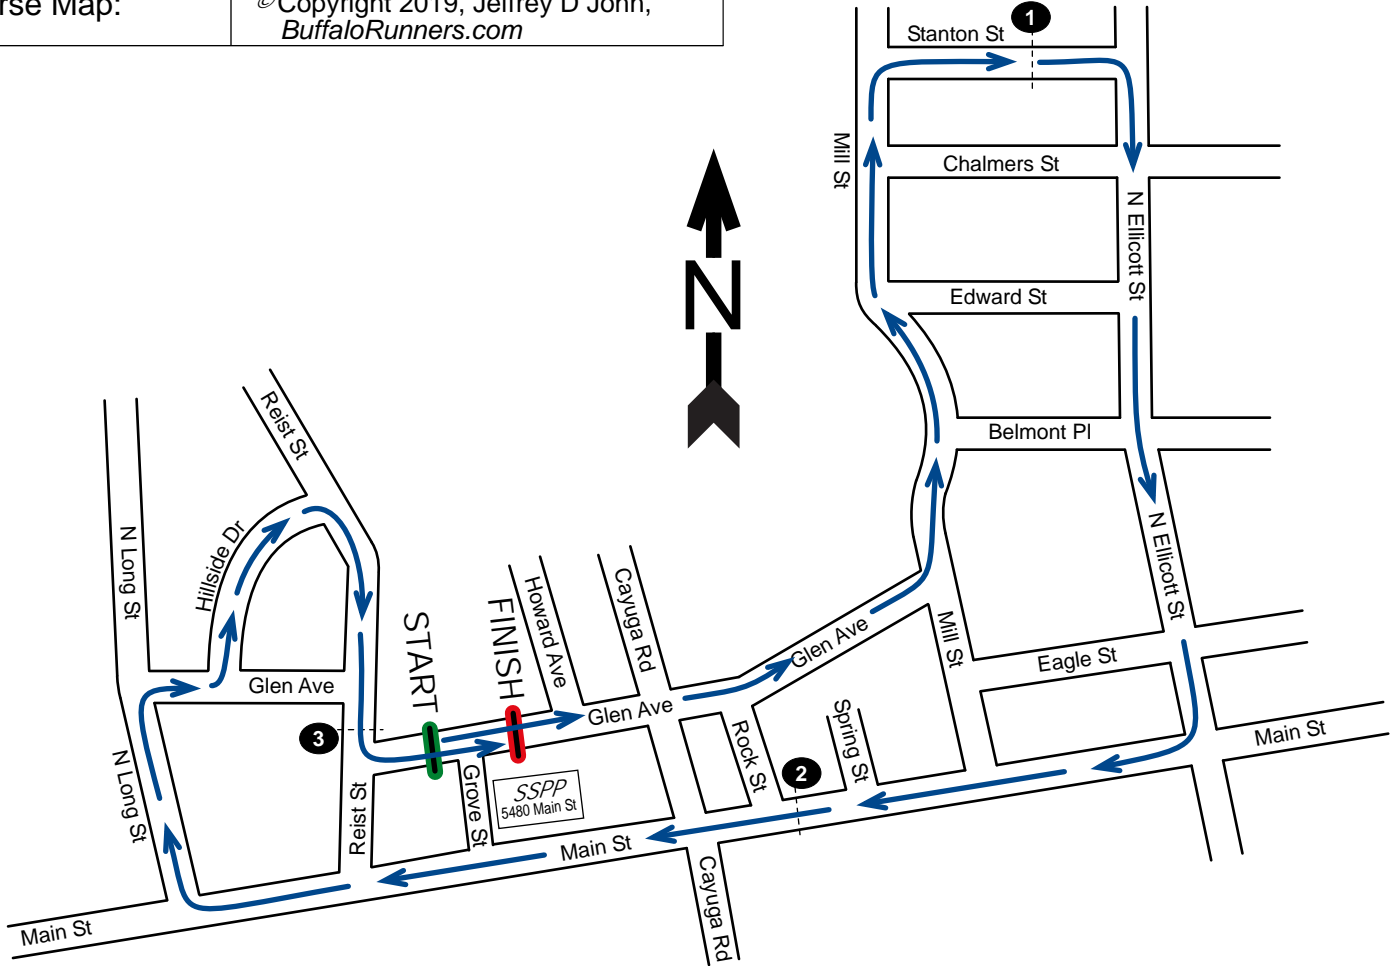 rse Map:
©Copyright 2019, Jeffrey D John,
BuffaloRunners.com
1
Stanton St
Mill St
Chalmers St
N Ellicott St
N
Edward St
Belmont Pl
Reist St
N Long St
Hillside Dr
N Ellicott St
START
FINISH
Howard Ave
Cayuga Rd
Glen Ave
Mill St
Eagle St
Glen Ave
Glen Ave
3
Rock St
Spring St
Main St
2
N Long St
Reist St
Grove St
SSPP
5480 Main St
Main St
Cayuga Rd
Main St